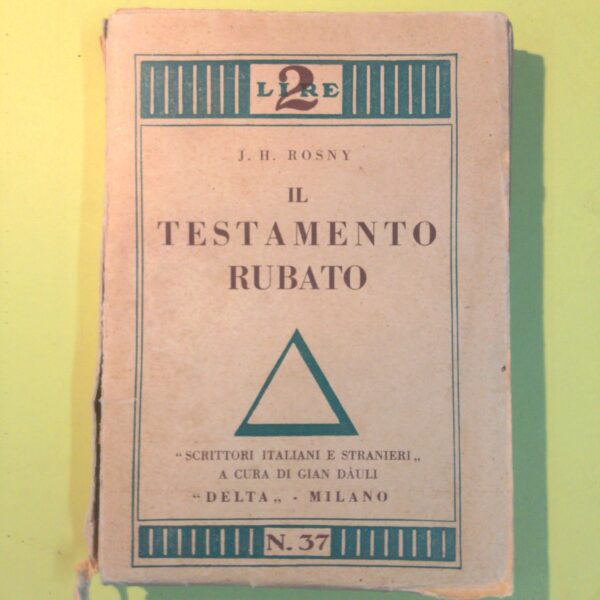 2 LIRE
J. H. ROSNY
IL
TESTAMENTO
RUBATO
"SCRITTORI ITALIANI E STRANIERI„
A CURA DI GIAN DÀULI
"DELTA„ - MILANO
N. 37